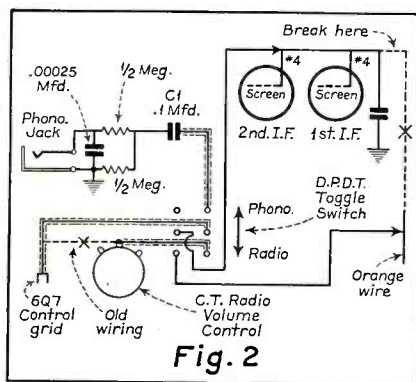 Break here
.00025
Mfd.
1/2 Meg.
C1
.1 Mfd.
#4
#4
Phono.
Jack
Screen
Screen
2nd. I.F.
1st. I.F.
1/2 Meg.
D.P.D.T.
Toggle
Switch
Phono.
Radio
6Q7
Control
grid
Old
wiring
C.T. Radio
Volume
Control
Orange
wire
Fig. 2